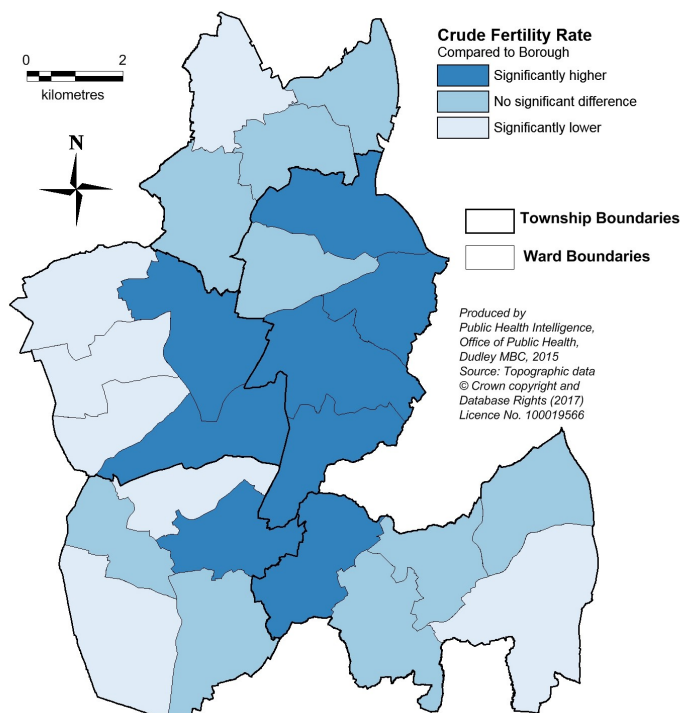 Crude Fertility Rate
Compared to Borough
Significantly higher
No significant difference
Significantly lower
0 2
kilometres
N
Township Boundaries
Ward Boundaries
Produced by
Public Health Intelligence,
Office of Public Health,
Dudley MBC, 2015
Source: Topographic data
© Crown copyright and
Database Rights (2017)
Licence No. 100019566